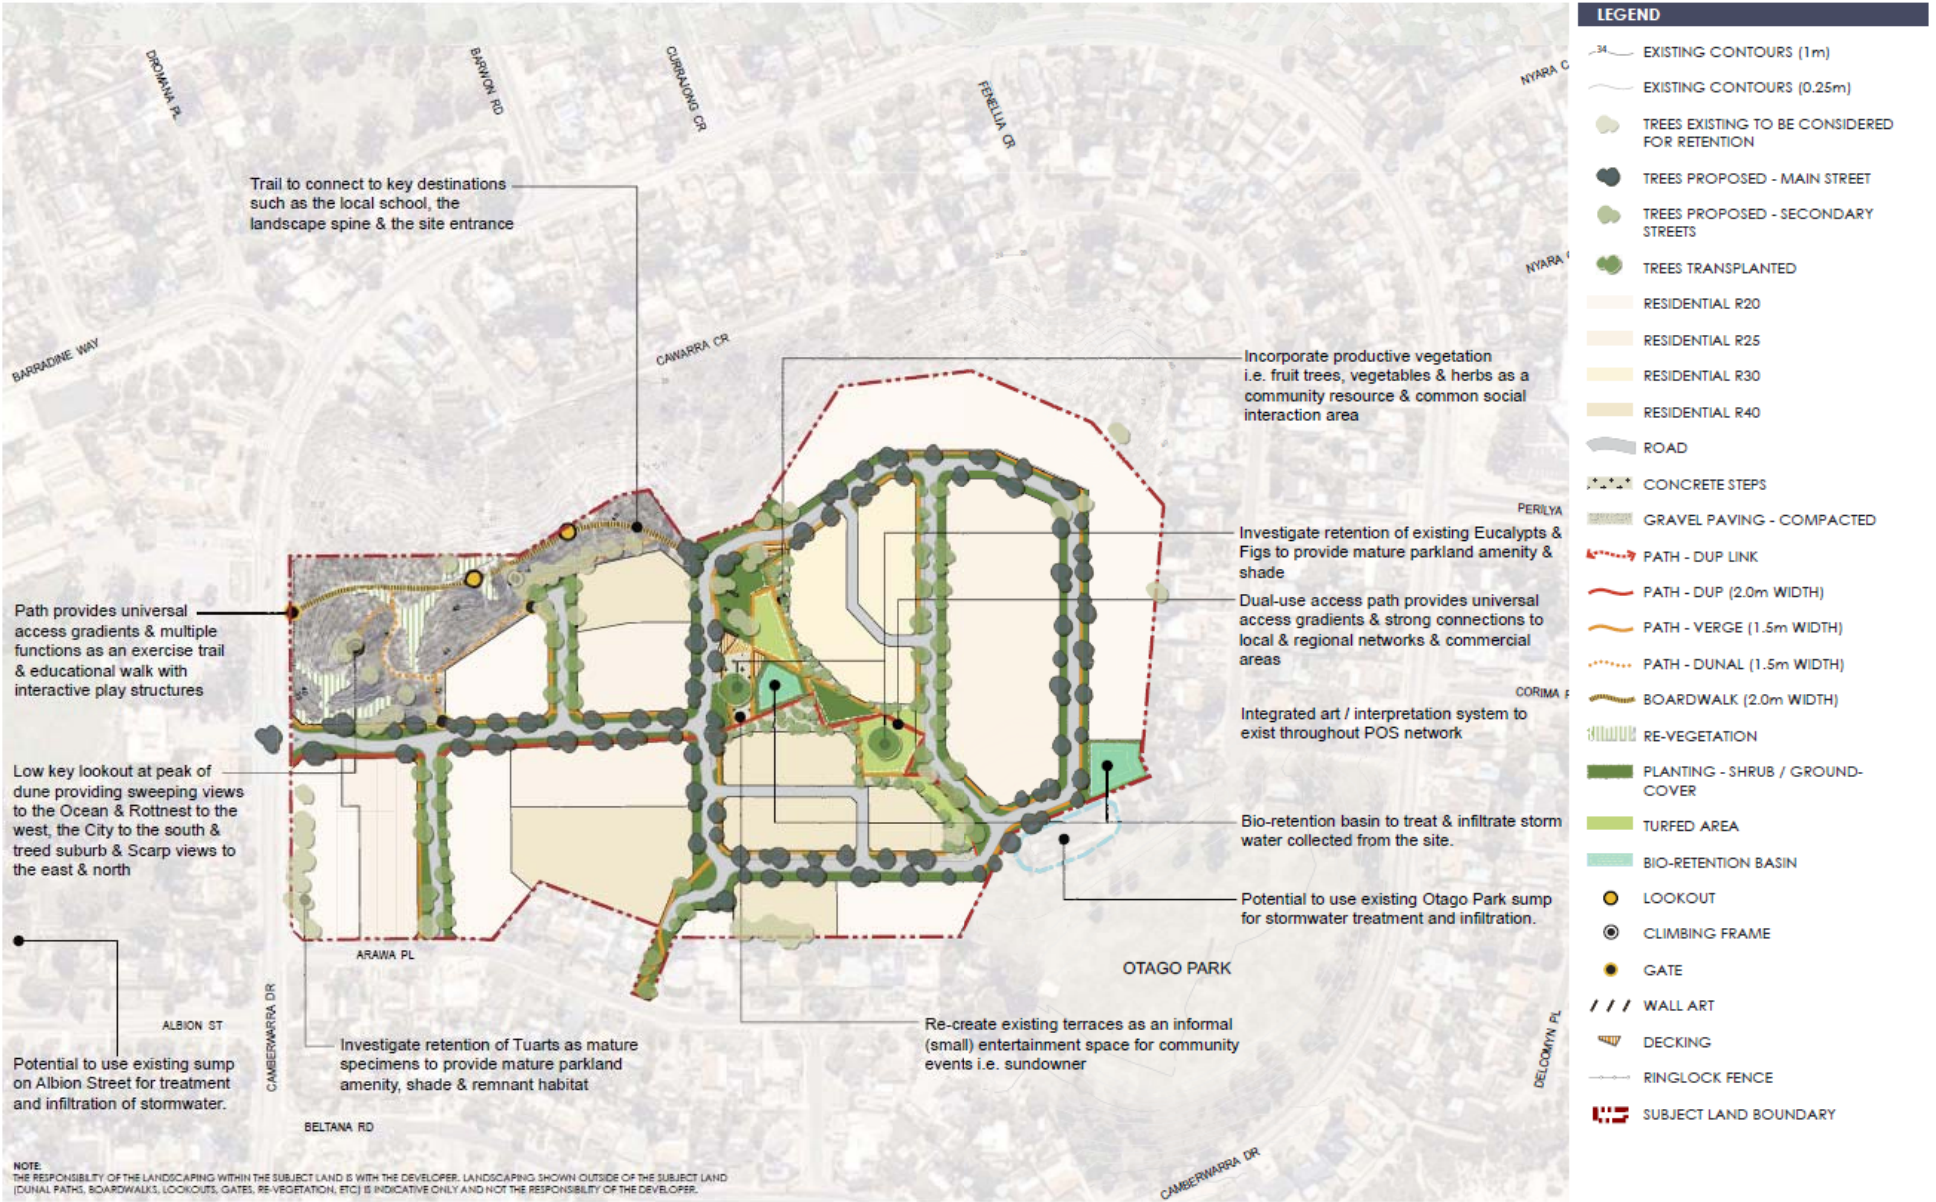 DROMANA PL
BARWON RD
CURRAJONG CR
FENELLIA CR
NYARA C
NYARA
BARRADINE WAY
CAWARRA CR
PERILYA
CORIMA
Trail to connect to key destinations
such as the local school, the
landscape spine & the site entrance
Incorporate productive vegetation
i.e. fruit trees, vegetables & herbs as a
community resource & common social
interaction area
Investigate retention of existing Eucalypts &
Figs to provide mature parkland amenity &
shade
Dual-use access path provides universal
access gradients & strong connections to
local & regional networks & commercial
areas
Integrated art / interpretation system to
exist throughout POS network
Path provides universal
access gradients & multiple
functions as an exercise trail
& educational walk with
interactive play structures
Low key lookout at peak of
dune providing sweeping views
to the Ocean & Rottnest to the
west, the City to the south &
treed suburb & Scarp views to
the east & north
Bio-retention basin to treat & infiltrate storm
water collected from the site.
Potential to use existing Otago Park sump
for stormwater treatment and infiltration.
ARAWA PL
OTAGO PARK
CAMBERWARRA DR
ALBION ST
Potential to use existing sump
on Albion Street for treatment
and infiltration of stormwater.
Investigate retention of Tuarts as mature
specimens to provide mature parkland
amenity, shade & remnant habitat
Re-create existing terraces as an informal
(small) entertainment space for community
events i.e. sundowner
BELTANA RD
DELCOMYN PL
CAMBERWARRA DR
NOTE:
THE RESPONSIBILITY OF THE LANDSCAPING WITHIN THE SUBJECT LAND IS WITH THE DEVELOPER. LANDSCAPING SHOWN OUTSIDE OF THE SUBJECT LAND
(DUNAL PATHS, BOARDWALKS, LOOKOUTS, GATES, RE-VEGETATION, ETC) IS INDICATIVE ONLY AND NOT THE RESPONSIBILITY OF THE DEVELOPER.
LEGEND
34
EXISTING CONTOURS (1m)
EXISTING CONTOURS (0.25m)
TREES EXISTING TO BE CONSIDERED
FOR RETENTION
TREES PROPOSED - MAIN STREET
TREES PROPOSED - SECONDARY
STREETS
TREES TRANSPLANTED
RESIDENTIAL R20
RESIDENTIAL R25
RESIDENTIAL R30
RESIDENTIAL R40
ROAD
CONCRETE STEPS
GRAVEL PAVING - COMPACTED
PATH - DUP LINK
PATH - DUP (2.0m WIDTH)
PATH - VERGE (1.5m WIDTH)
PATH - DUNAL (1.5m WIDTH)
BOARDWALK (2.0m WIDTH)
RE-VEGETATION
PLANTING - SHRUB / GROUND-
COVER
TURFED AREA
BIO-RETENTION BASIN
LOOKOUT
CLIMBING FRAME
GATE
WALL ART
DECKING
RINGLOCK FENCE
SUBJECT LAND BOUNDARY